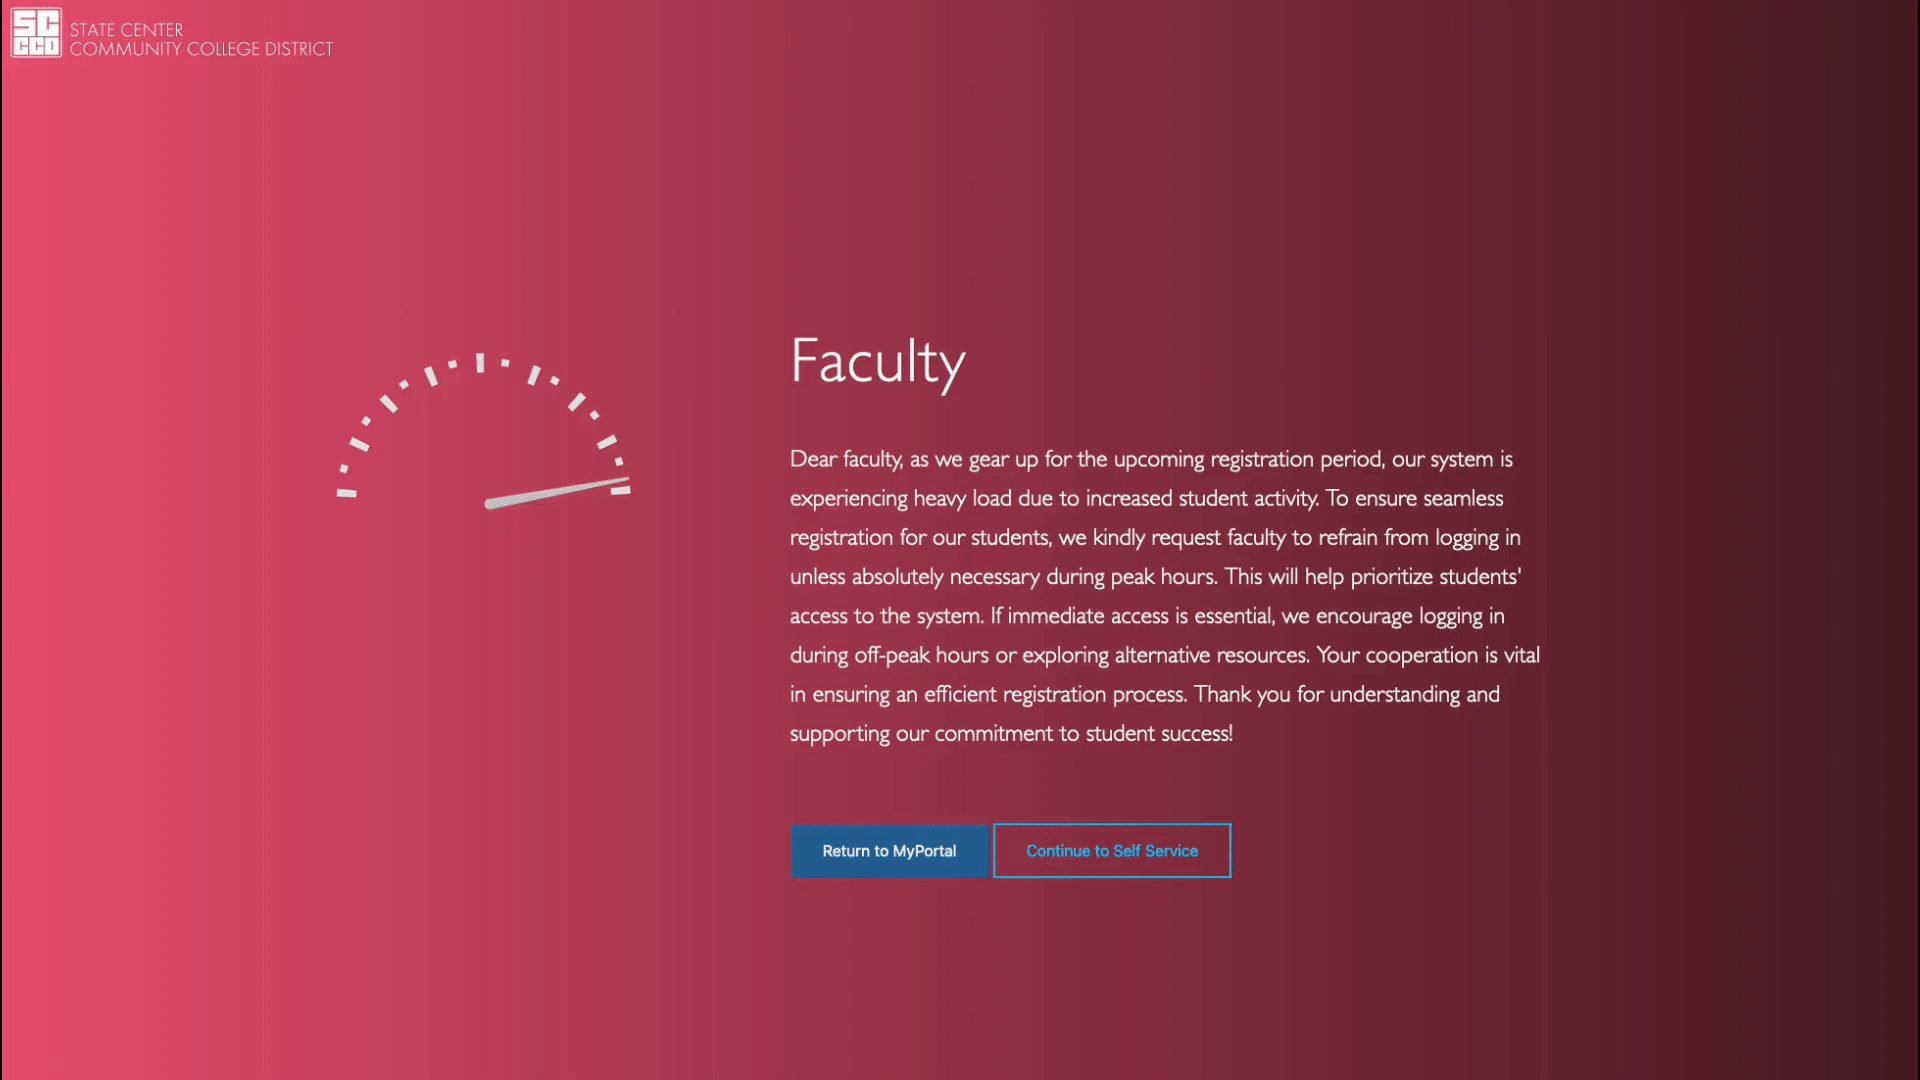 SC
CCD
STATE CENTER
COMMUNITY COLLEGE DISTRICT
Faculty
Dear faculty, as we gear up for the upcoming registration period, our system is
experiencing heavy load due to increased student activity. To ensure seamless
registration for our students, we kindly request faculty to refrain from logging in
unless absolutely necessary during peak hours. This will help prioritize students'
access to the system. If immediate access is essential, we encourage logging in
during off-peak hours or exploring alternative resources. Your cooperation is vital
in ensuring an efficient registration process. Thank you for understanding and
supporting our commitment to student success!
Return to MyPortal
Continue to Self Service